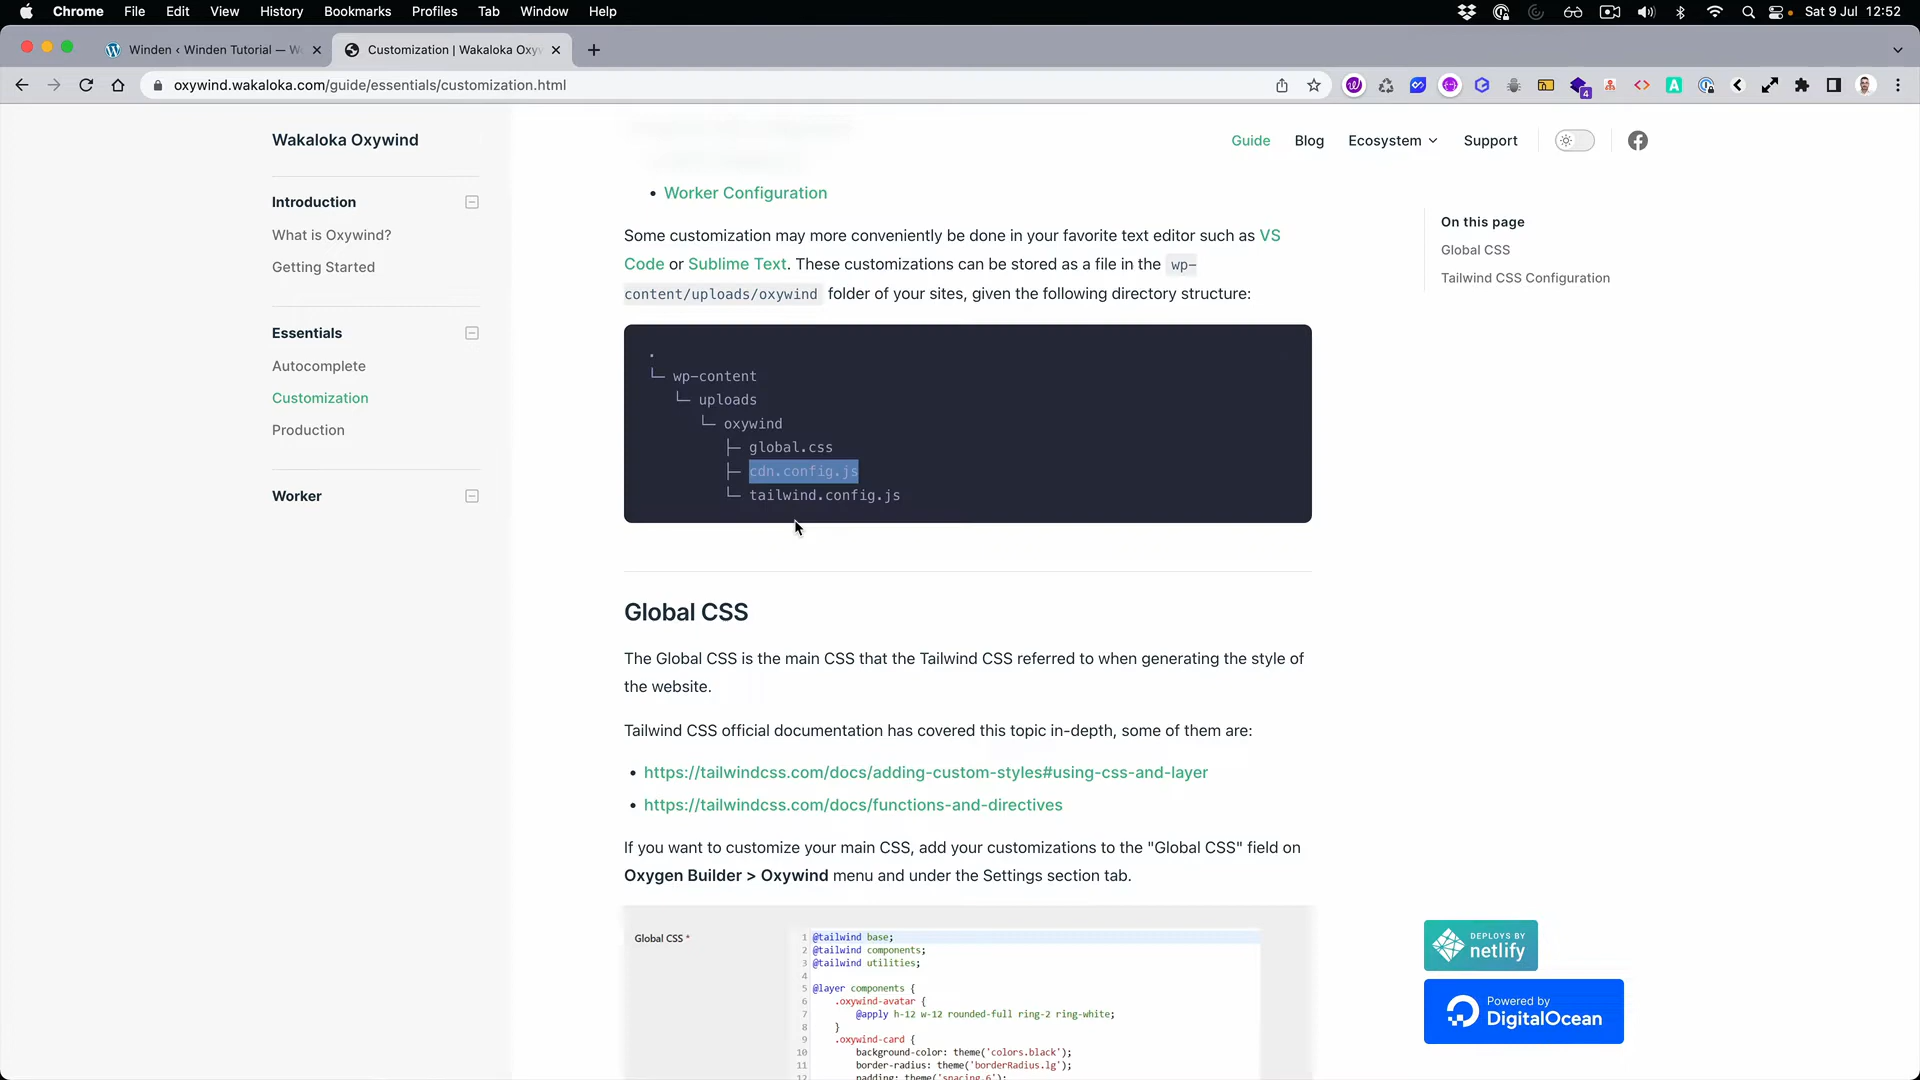 Chrome File Edit View History Bookmarks Profiles Tab Window Help Sat 9 Jul 12:52
Winden ‹ Winden Tutorial — W
Customization | Wakaloka Oxyw
oxywind.wakaloka.com/guide/essentials/customization.html
4
Wakaloka Oxywind
Guide Blog Ecosystem Support
Introduction
What is Oxywind?
Getting Started
Essentials
Autocomplete
Customization
Production
Worker
• Worker Configuration
Some customization may more conveniently be done in your favorite text editor such as VS
Code or Sublime Text. These customizations can be stored as a file in the wp-
content/uploads/oxywind folder of your sites, given the following directory structure:
.
└─ wp-content
└─ uploads
└─ oxywind
├─ global.css
├─ cdn.config.js
└─ tailwind.config.js
Global CSS
The Global CSS is the main CSS that the Tailwind CSS referred to when generating the style of
the website.
Tailwind CSS official documentation has covered this topic in-depth, some of them are:
• https://tailwindcss.com/docs/adding-custom-styles#using-css-and-layer
• https://tailwindcss.com/docs/functions-and-directives
If you want to customize your main CSS, add your customizations to the "Global CSS" field on
Oxygen Builder > Oxywind menu and under the Settings section tab.
Global CSS *
1 @tailwind base;
2 @tailwind components;
3 @tailwind utilities;
4
5 @layer components {
6 .oxywind-avatar {
7 @apply h-12 w-12 rounded-full ring-2 ring-white;
8 }
9 .oxywind-card {
10 background-color: theme('colors.black');
11 border-radius: theme('borderRadius.lg');
12 padding: theme('spacing.6');
On this page
Global CSS
Tailwind CSS Configuration
DEPLOYS BY
netlify
Powered by
DigitalOcean